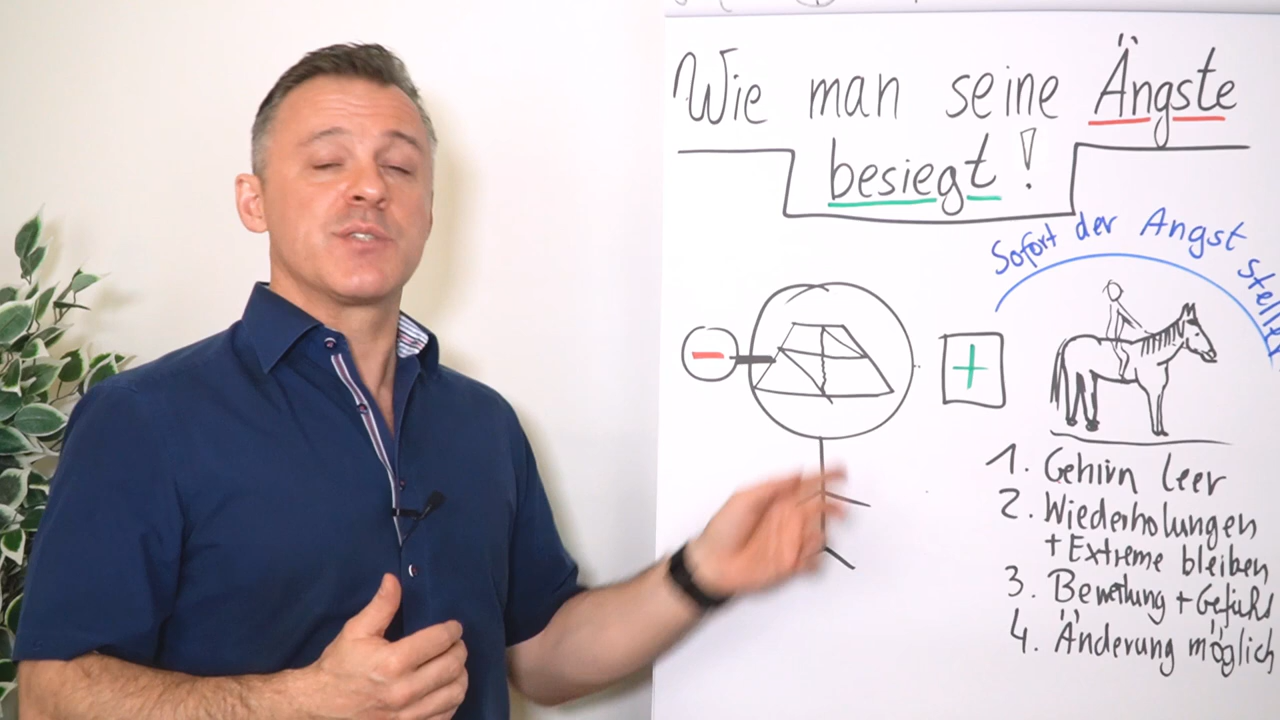 Wie man seine Ängste
besiegt!
Sofort der Angst stellen
-
+
1. Gehirn leer
2. Wiederholungen
+ Extreme bleiben
3. Bewertung + Gefühl
4. Änderung möglich